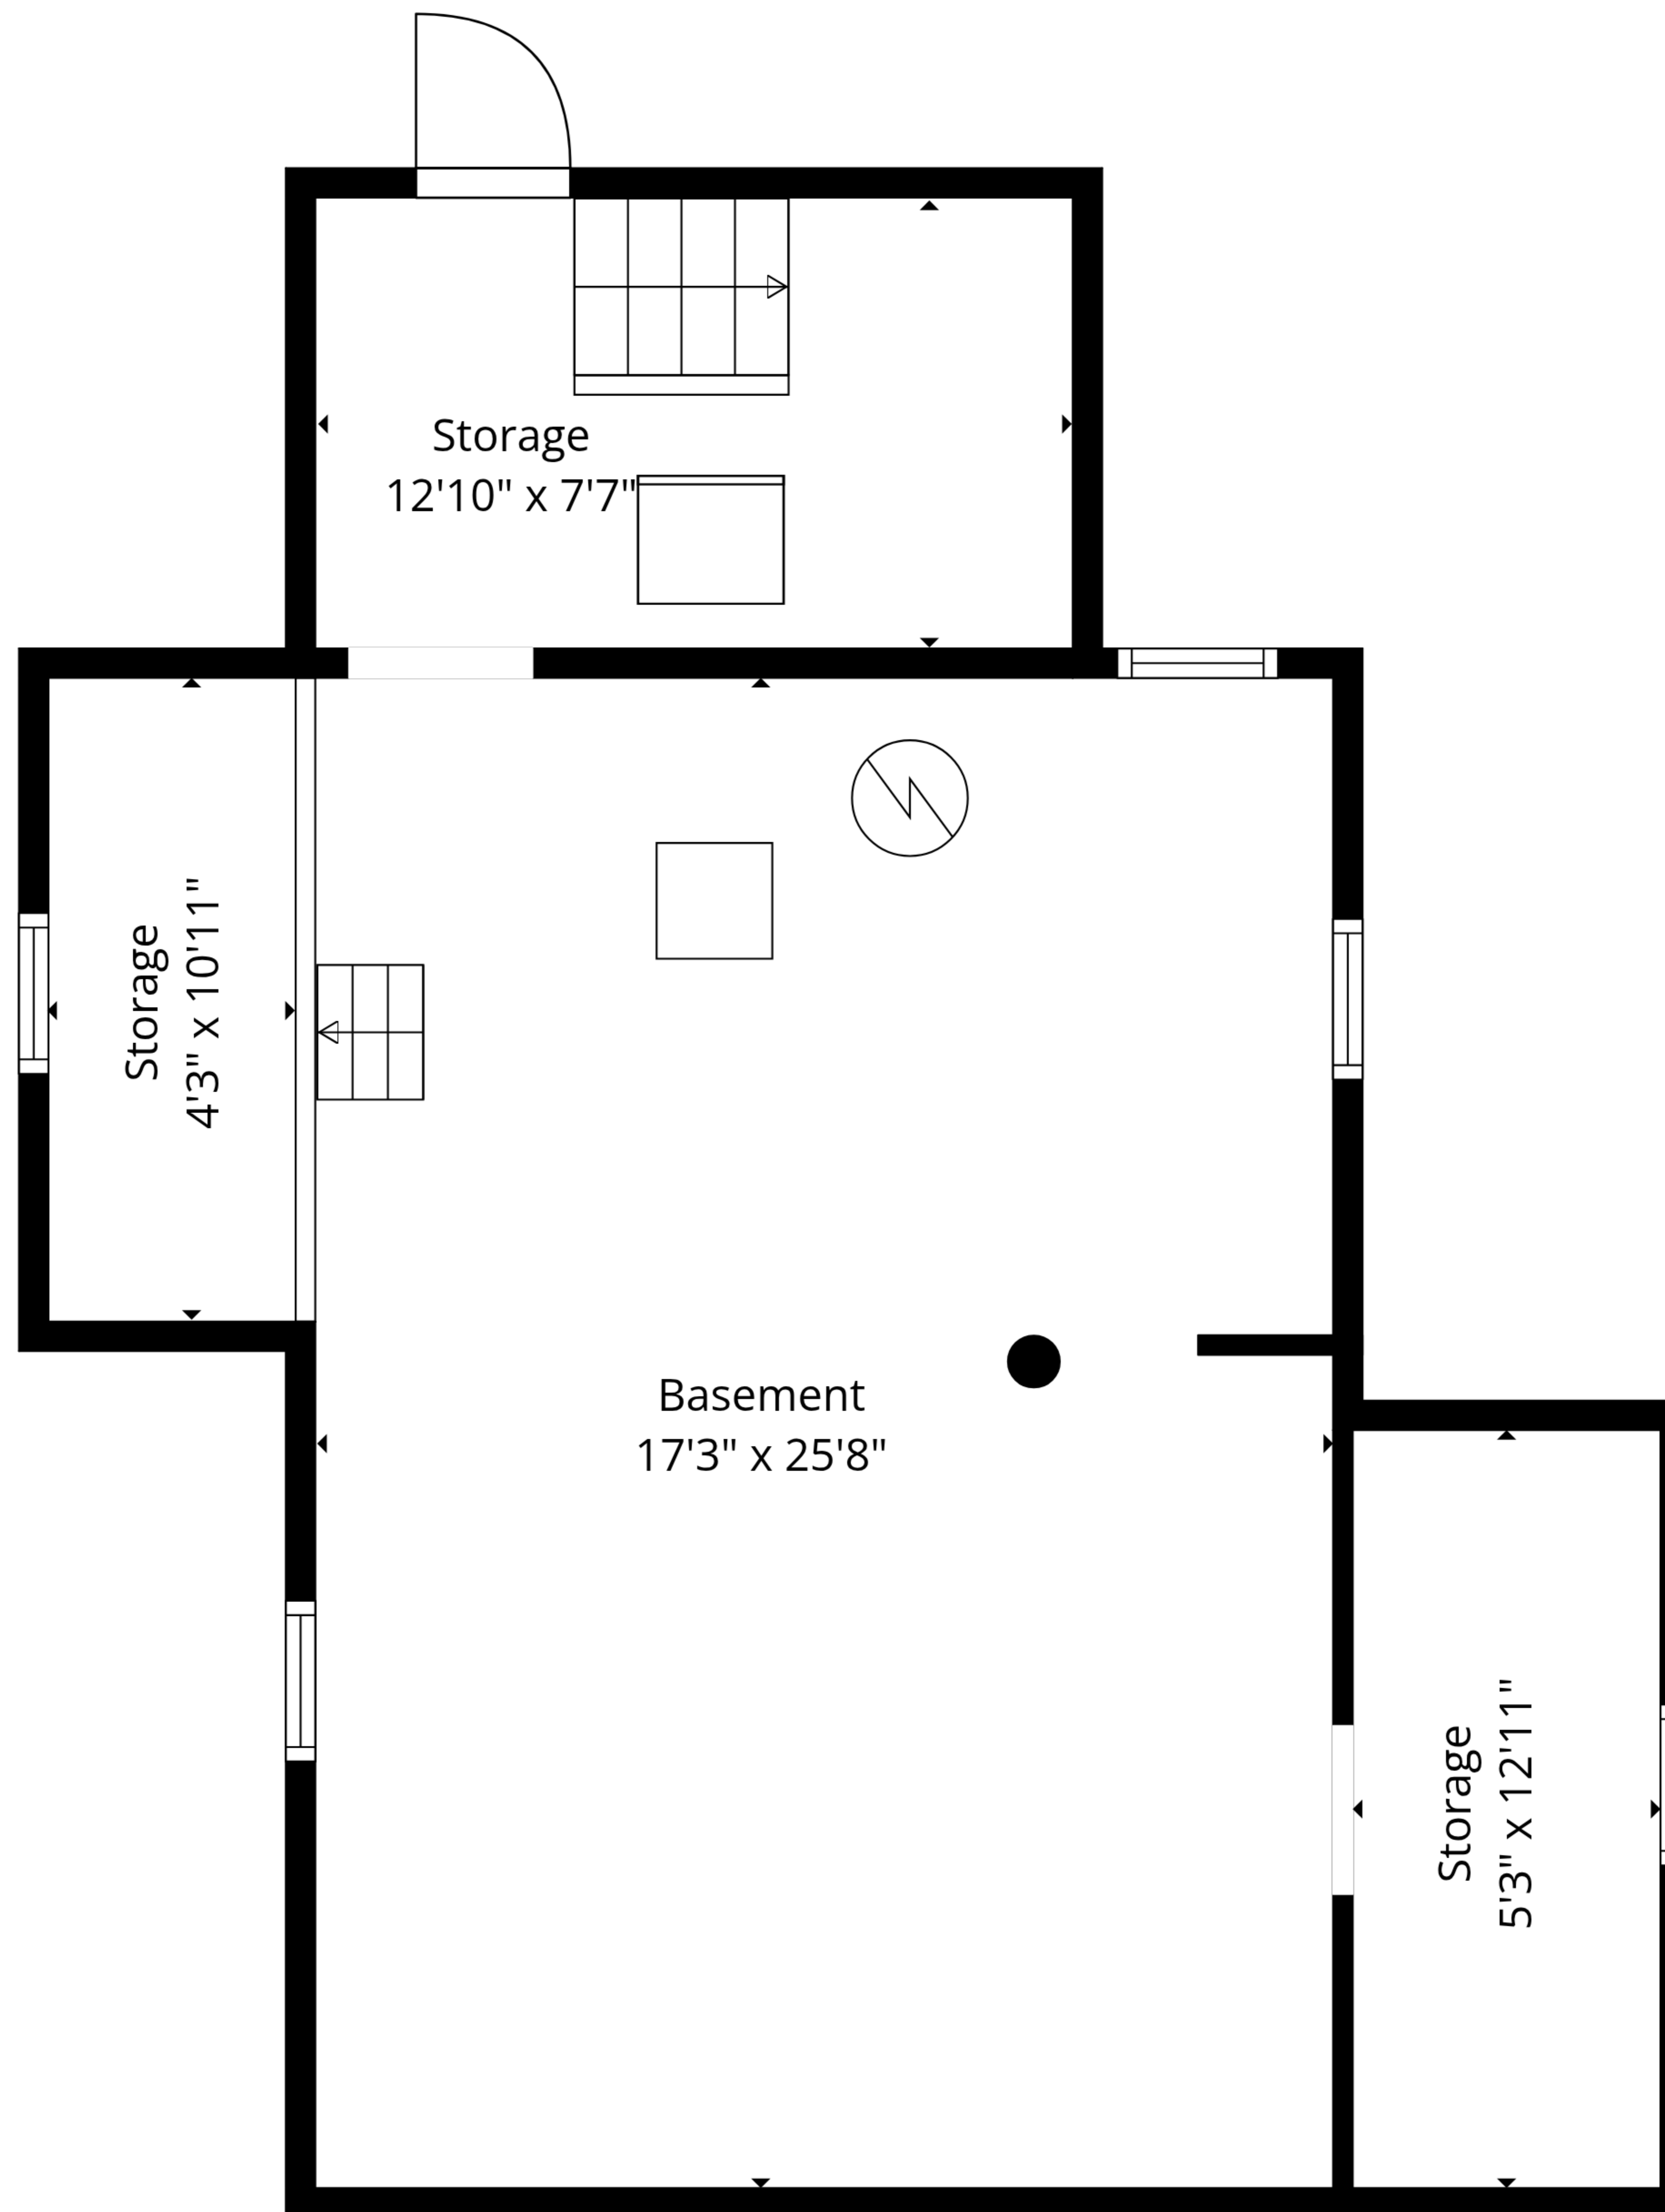 Storage
12'10" x 7'7"
Storage
4'3" x 10'11"
Basement
17'3" x 25'8"
Storage
5'3" x 12'11"